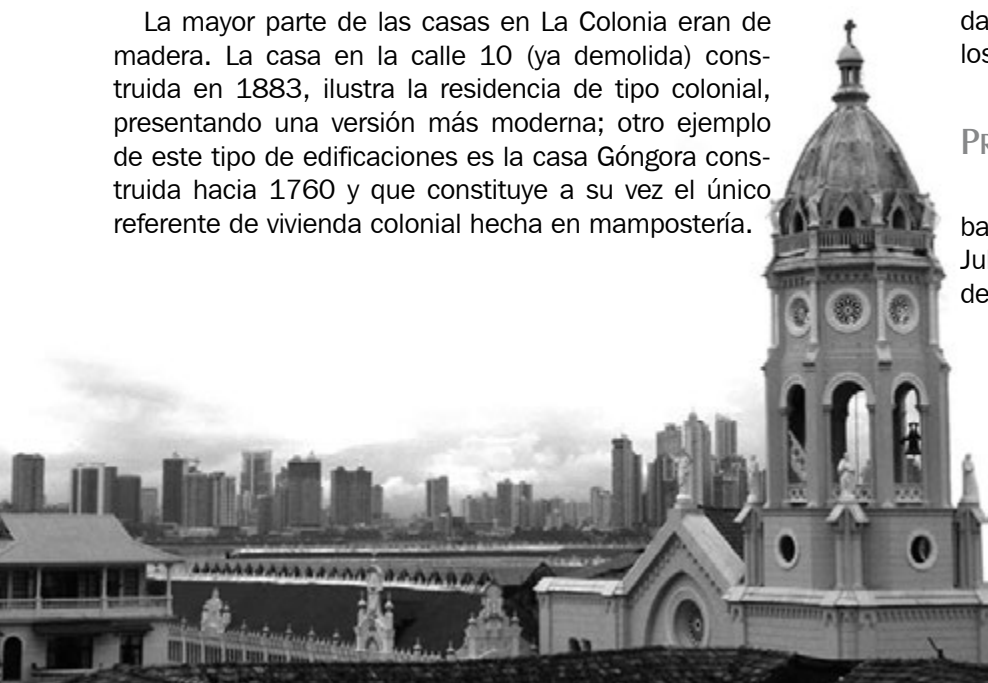 La mayor parte de las casas en La Colonia eran de
madera. La casa en la calle 10 (ya demolida) cons-
truida en 1883, ilustra la residencia de tipo colonial,
presentando una versión más moderna; otro ejemplo
de este tipo de edificaciones es la casa Góngora cons-
truida hacia 1760 y que constituye a su vez el único
referente de vivienda colonial hecha en mampostería.